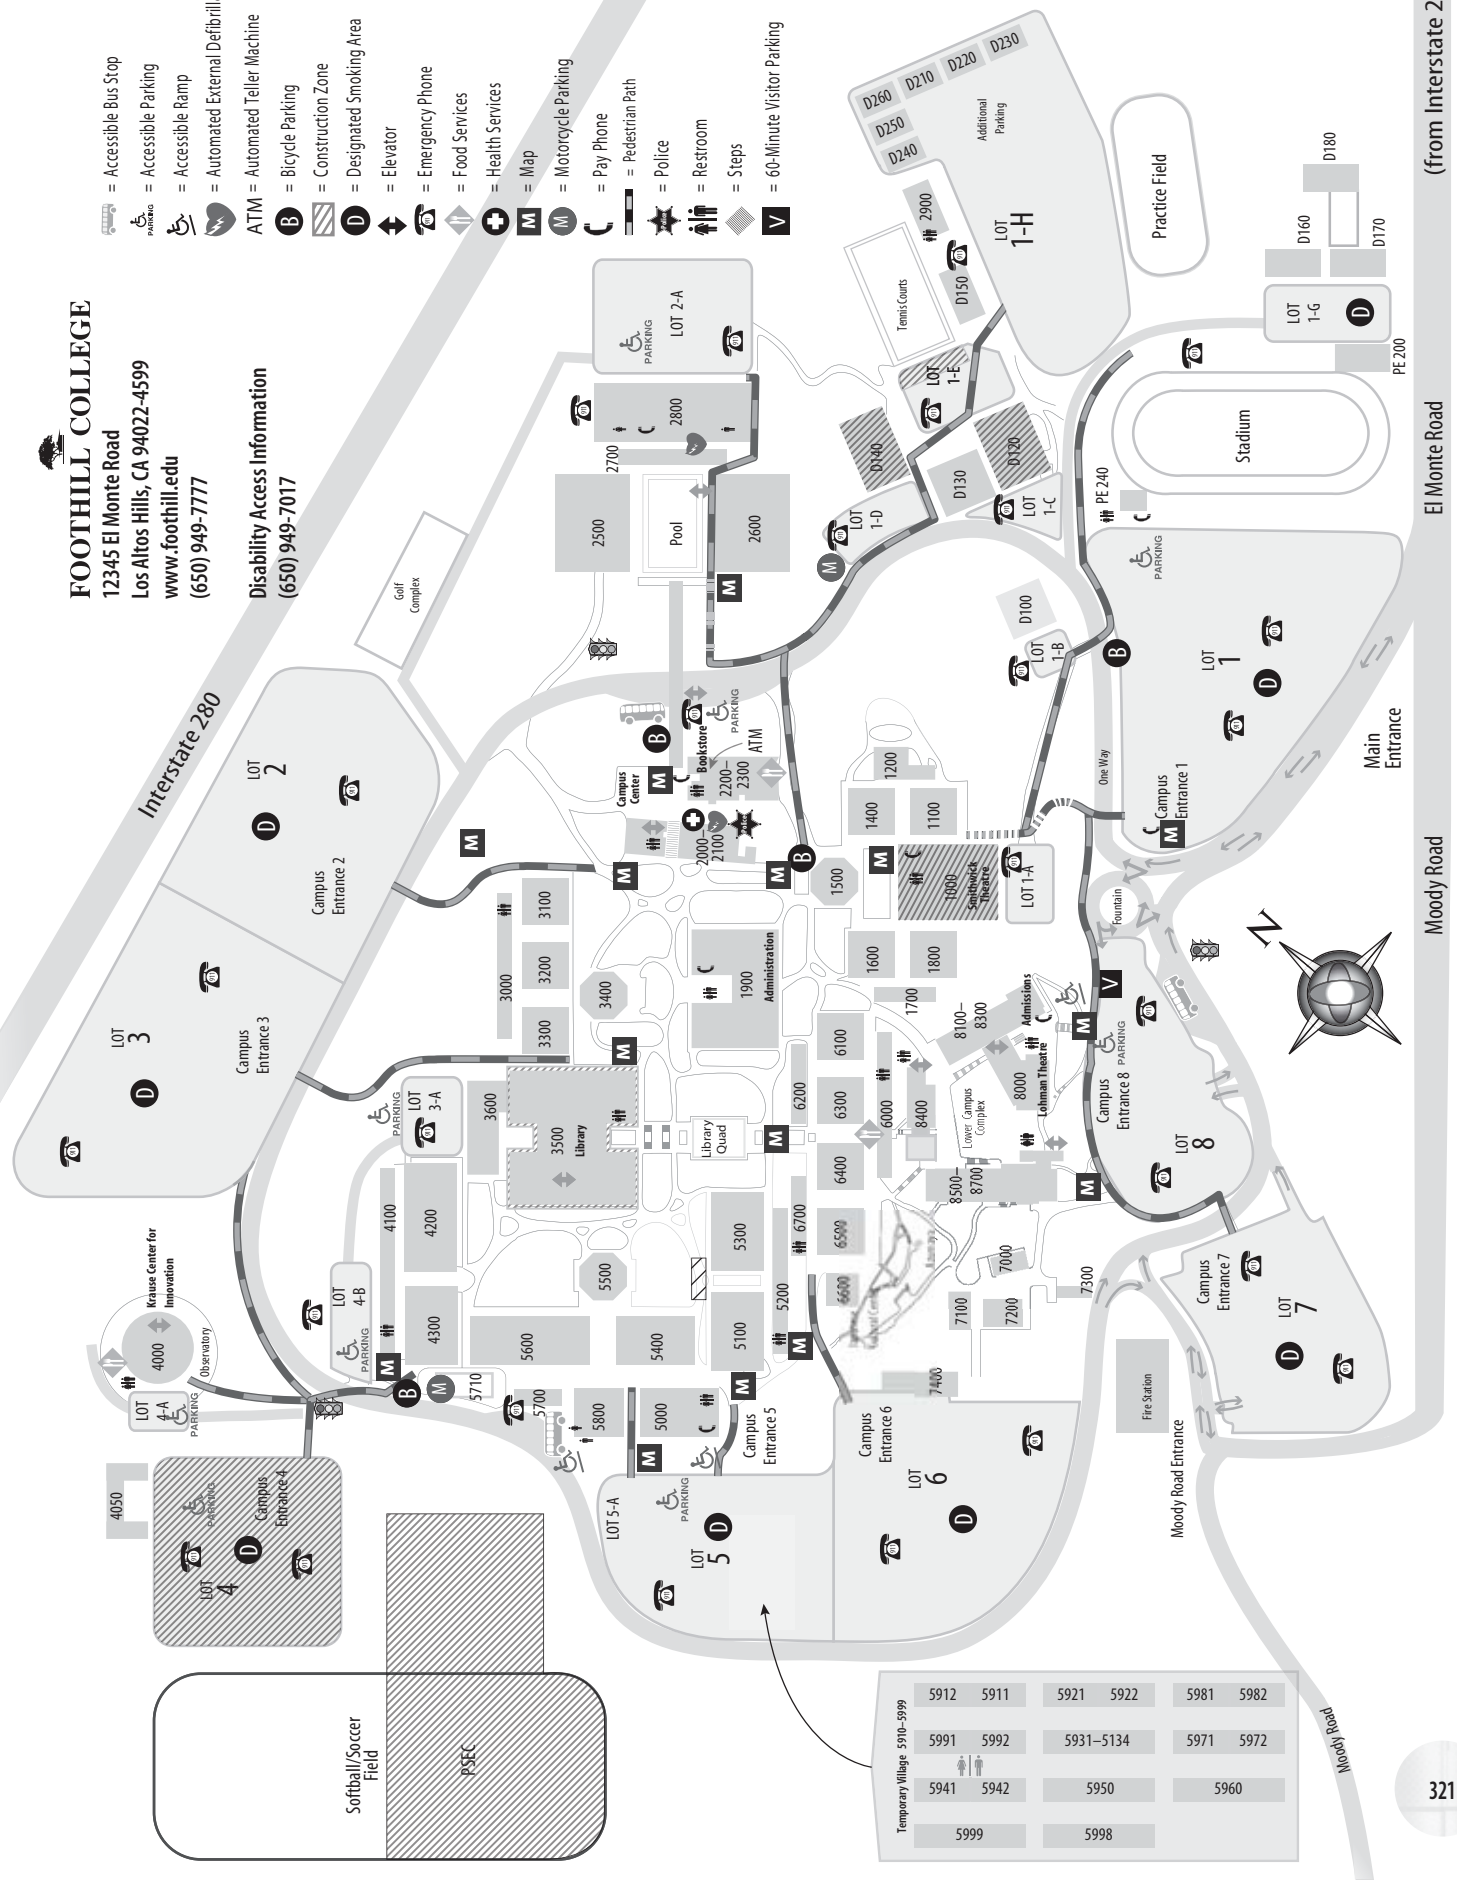 FOOTHILL COLLEGE
12345 El Monte Road
Los Altos Hills, CA 94022-4599
www.foothill.edu
(650) 949-7777
Disability Access Information
(650) 949-7017
= Accessible Bus Stop
PARKING = Accessible Parking
= Accessible Ramp
= Automated External Defibrill
ATM = Automated Teller Machine
B = Bicycle Parking
= Construction Zone
D = Designated Smoking Area
= Elevator
911 = Emergency Phone
= Food Services
= Health Services
M = Map
M = Motorcycle Parking
= Pay Phone
= Pedestrian Path
= Police
= Restroom
= Steps
V = 60-Minute Visitor Parking
Interstate 280
Golf
Complex
LOT
2
D
Campus
Entrance 2
LOT
3
D
Campus
Entrance 3
LOT
3-A
PARKING
Krause Center for
Innovation
4000
Observatory
LOT
4-A
PARKING
LOT
4-B
PARKING
4050
LOT
4
D
Campus
Entrance 4
PARKING
Softball/Soccer
Field
PSEC
LOT 2-A
PARKING
2800
2700
2500
Pool
2600
M
Campus
Center
M
B
Bookstore
2200–
2300
ATM
PARKING
2000–
2100
M
M
M
B
3000
3100
3200
3300
3400
3500
Library
3600
M
4100
4200
4300
M
B
M
5710
5700
5800
5000
5600
5500
5400
5300
5100
5200
M
M
M
Campus
Entrance 5
LOT 5-A
PARKING
LOT
5
D
1900
Administration
Library
Quad
M
1500
M
1400
1200
1100
1000
Smithwick
Theatre
LOT 1-A
1600
1800
1700
6100
6200
6300
6400
6000
6700
6500
6600
8400
8100–
8300
Admissions
8000
Lohman Theatre
Lower Campus
Complex
8500–
8700
7000
7100
7200
7300
7400
Campus
Entrance 6
LOT
6
D
Campus
Entrance 7
LOT
7
D
Campus
Entrance 8
LOT
8
PARKING
M
M
V
Fire Station
Moody Road Entrance
Moody Road
Fountain
One Way
Campus
Entrance 1
M
LOT
1
D
B
PARKING
LOT
1-B
D100
LOT
1-C
LOT
1-D
M
D120
D130
D140
LOT
1-E
D150
2900
Tennis Courts
LOT
1-H
Additional
Parking
D230
D220
D210
D260
D250
D240
Practice Field
D180
D160
D170
LOT
1-G
D
PE 200
PE 240
Stadium
Main
Entrance
N
Moody Road
El Monte Road
(from Interstate 2
Temporary Village 5910–5999
5912 5911
5921 5922
5981 5982
5991 5992
5931–5134
5971 5972
5941 5942
5950
5960
5999
5998
321